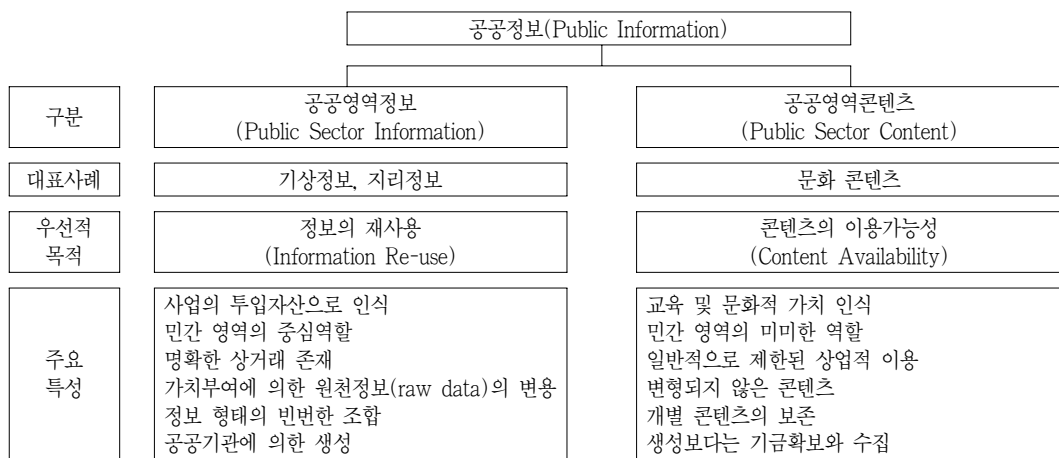 공공정보(Public Information)
구분
공공영역정보
(Public Sector Information)
공공영역콘텐츠
(Public Sector Content)
대표사례
기상정보, 지리정보
문화 콘텐츠
우선적
목적
정보의 재사용
(Information Re-use)
콘텐츠의 이용가능성
(Content Availability)
주요
특성
사업의 투입자산으로 인식
민간 영역의 중심역할
명확한 상거래 존재
가치부여에 의한 원천정보(raw data)의 변용
정보 형태의 빈번한 조합
공공기관에 의한 생성
교육 및 문화적 가치 인식
민간 영역의 미미한 역할
일반적으로 제한된 상업적 이용
변형되지 않은 콘텐츠
개별 콘텐츠의 보존
생성보다는 기금확보와 수집